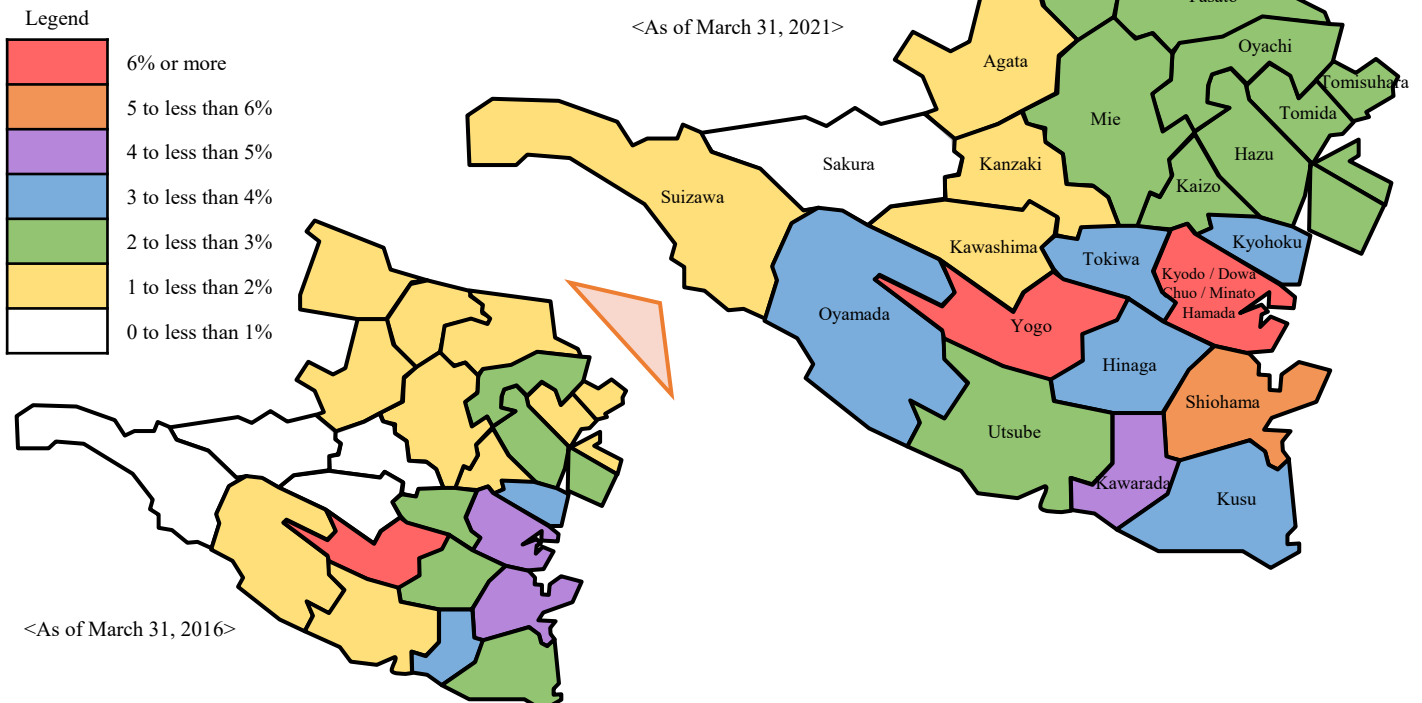 Legend
6% or more
5 to less than 6%
4 to less than 5%
3 to less than 4%
2 to less than 3%
1 to less than 2%
0 to less than 1%
<As of March 31, 2021>
Oyachi
Agata
Tomisuhara
Tomida
Mie
Hazu
Sakura
Kanzaki
Kaizo
Suizawa
Kawashima
Tokiwa
Kyohoku
Kyodo / Dowa
Chuo / Minato
Hamada
Oyamada
Yogo
Hinaga
Shiohama
Utsube
Kawarada
Kusu
<As of March 31, 2016>